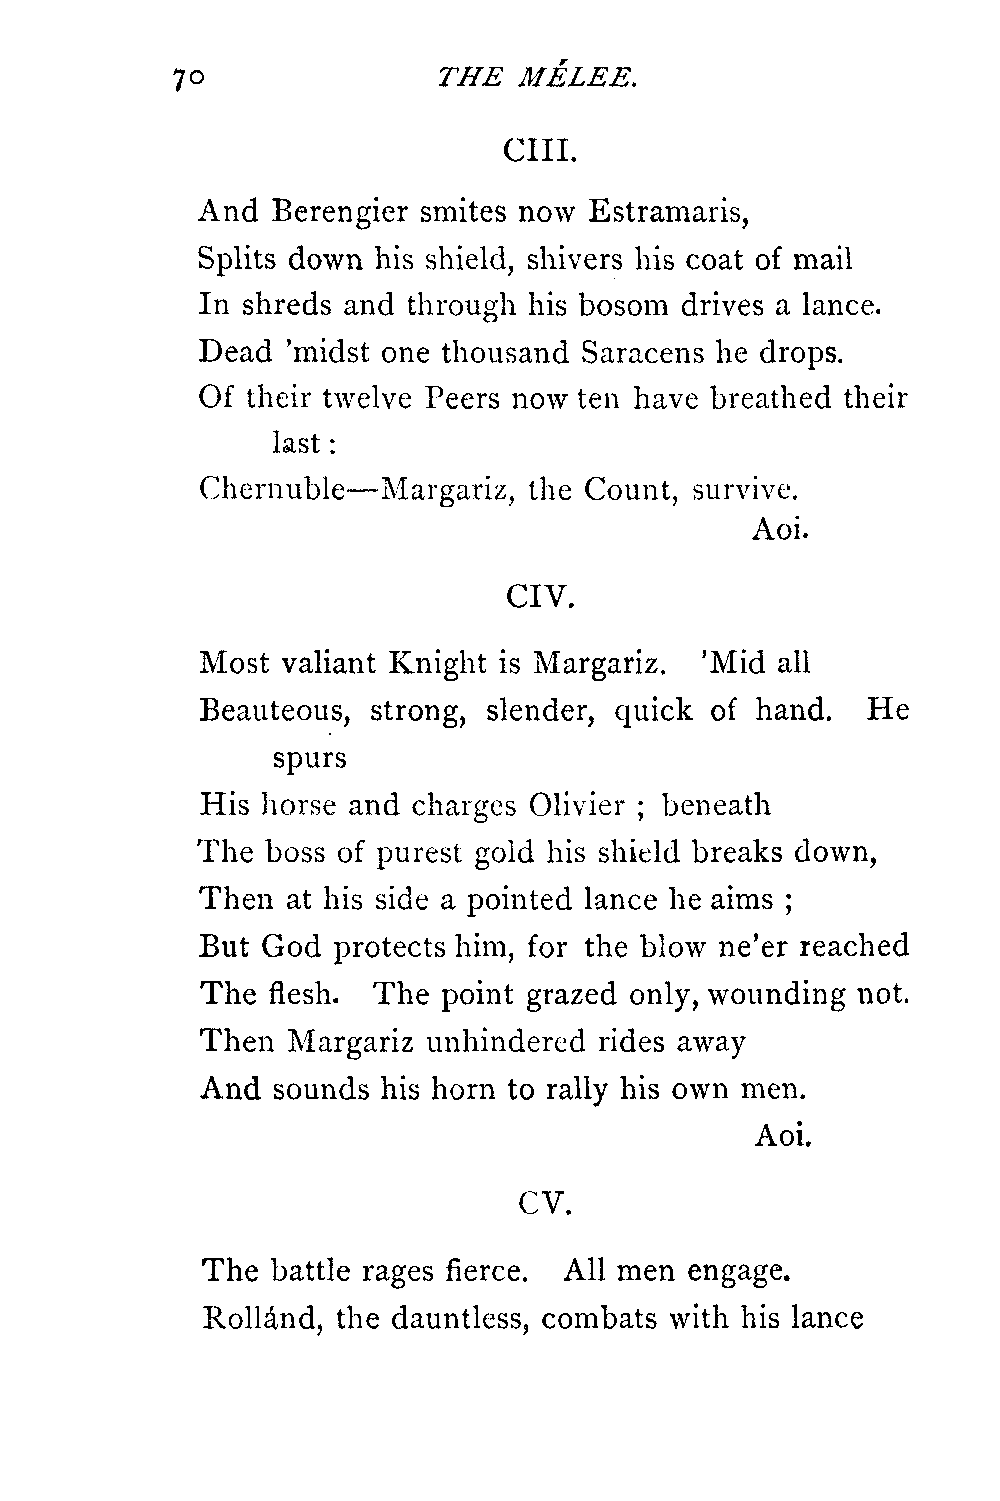 70 THE MÉLEE.
CIII.
And Berengier smites now Estramaris,
Splits down his shield, shivers his coat of mail
In shreds and through his bosom drives a lance.
Dead 'midst one thousand Saracens he drops.
Of their twelve Peers now ten have breathed their
last :
Chernuble—Margariz, the Count, survive.
Aoi.
CIV.
Most valiant Knight is Margariz. 'Mid all
Beauteous, strong, slender, quick of hand. He
spurs
His horse and charges Olivier ; beneath
The boss of purest gold his shield breaks down,
Then at his side a pointed lance he aims ;
But God protects him, for the blow ne'er reached
The flesh. The point grazed only, wounding not.
Then Margariz unhindered rides away
And sounds his horn to rally his own men.
Aoi.
CV.
The battle rages fierce. All men engage.
Rollánd, the dauntless, combats with his lance